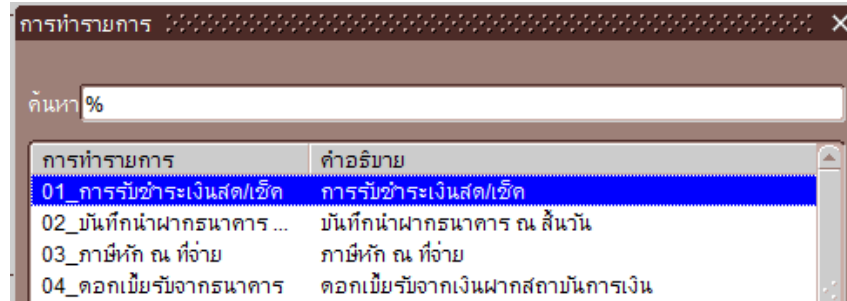 การทำรายการ
ค้นหา %
การทำรายการ คำอธิบาย
01_การรับชำระเงินสด/เช็ค การรับชำระเงินสด/เช็ค
02_บันทึกนำฝากธนาคาร ... บันทึกนำฝากธนาคาร ณ สิ้นวัน
03_ภาษีหัก ณ ที่จ่าย ภาษีหัก ณ ที่จ่าย
04_ดอกเบี้ยรับจากธนาคาร ดอกเบี้ยรับจากเงินฝากสถาบันการเงิน